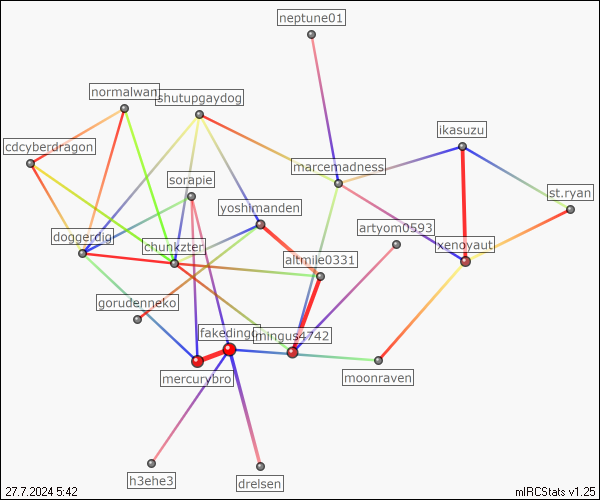 neptune01
normalwan
shutupgaydog
ikasuzu
cdcyberdragon
marcemadness
sorapie
st.ryan
yoshimanden
artyom0593
doggerdig
chunkzter
xenoyaut
altmile0331
gorudenneko
fakedingo
mingus4742
mercurybro
moonraven
h3ehe3
drelsen
27.7.2024 5:42
mIRCStats v1.25